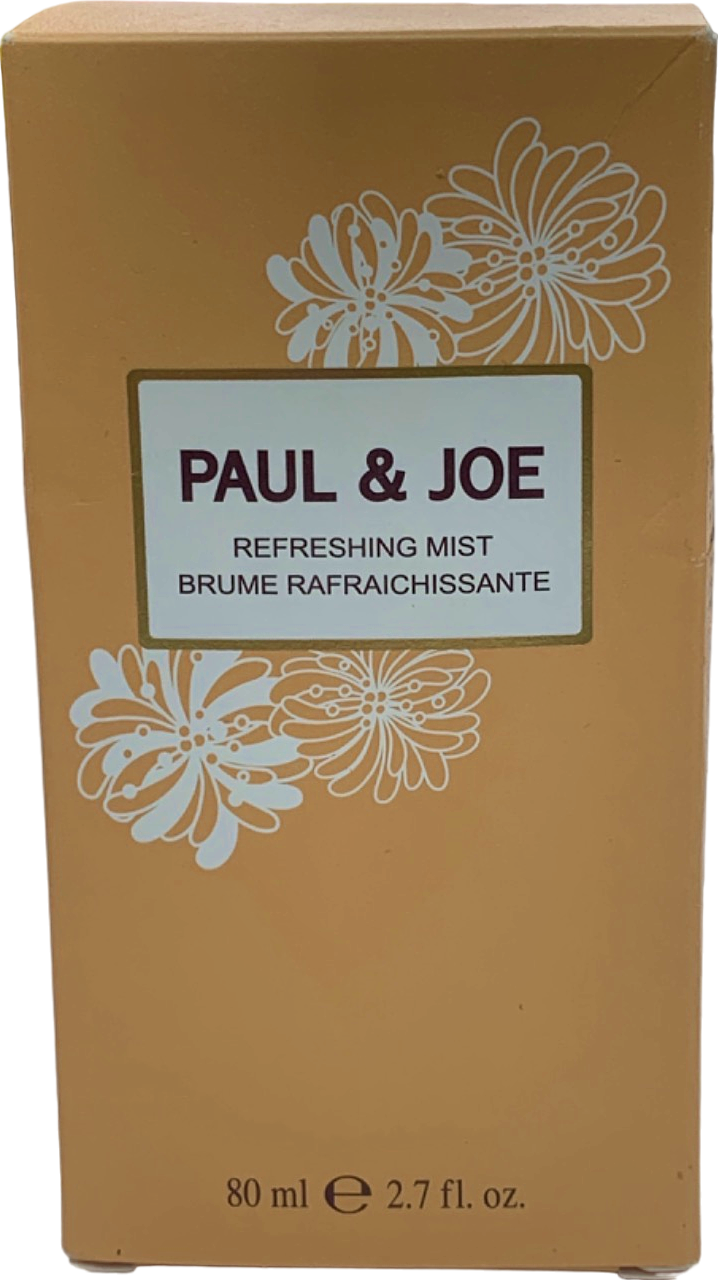 PAUL & JOE
REFRESHING MIST
BRUME RAFRAICHISSANTE
80 ml ℮ 2.7 fl. oz.